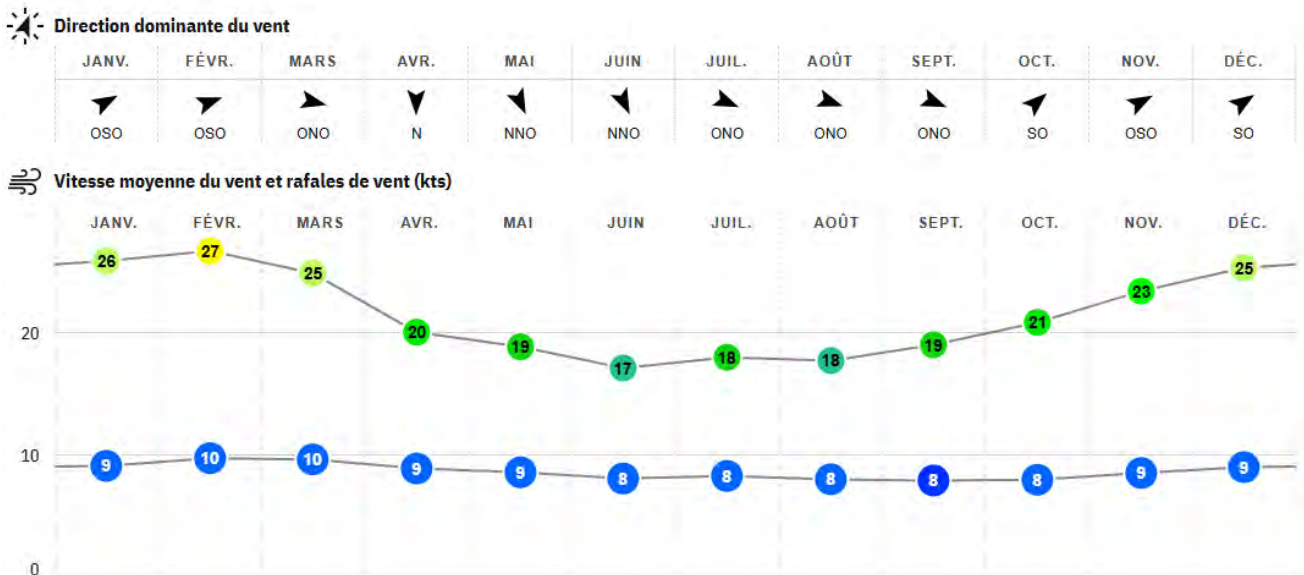 Direction dominante du vent
JANV. FÉVR. MARS AVR. MAI JUIN JUIL. AOÛT SEPT. OCT. NOV. DÉC.
OSO OSO ONO N NNO NNO ONO ONO ONO SO OSO SO
Vitesse moyenne du vent et rafales de vent (kts)
JANV. FÉVR. MARS AVR. MAI JUIN JUIL. AOÛT SEPT. OCT. NOV. DÉC.
26 27 25 20 19 17 18 18 19 21 23 25
20
10
9 10 10 9 9 8 8 8 8 8 9 9
0